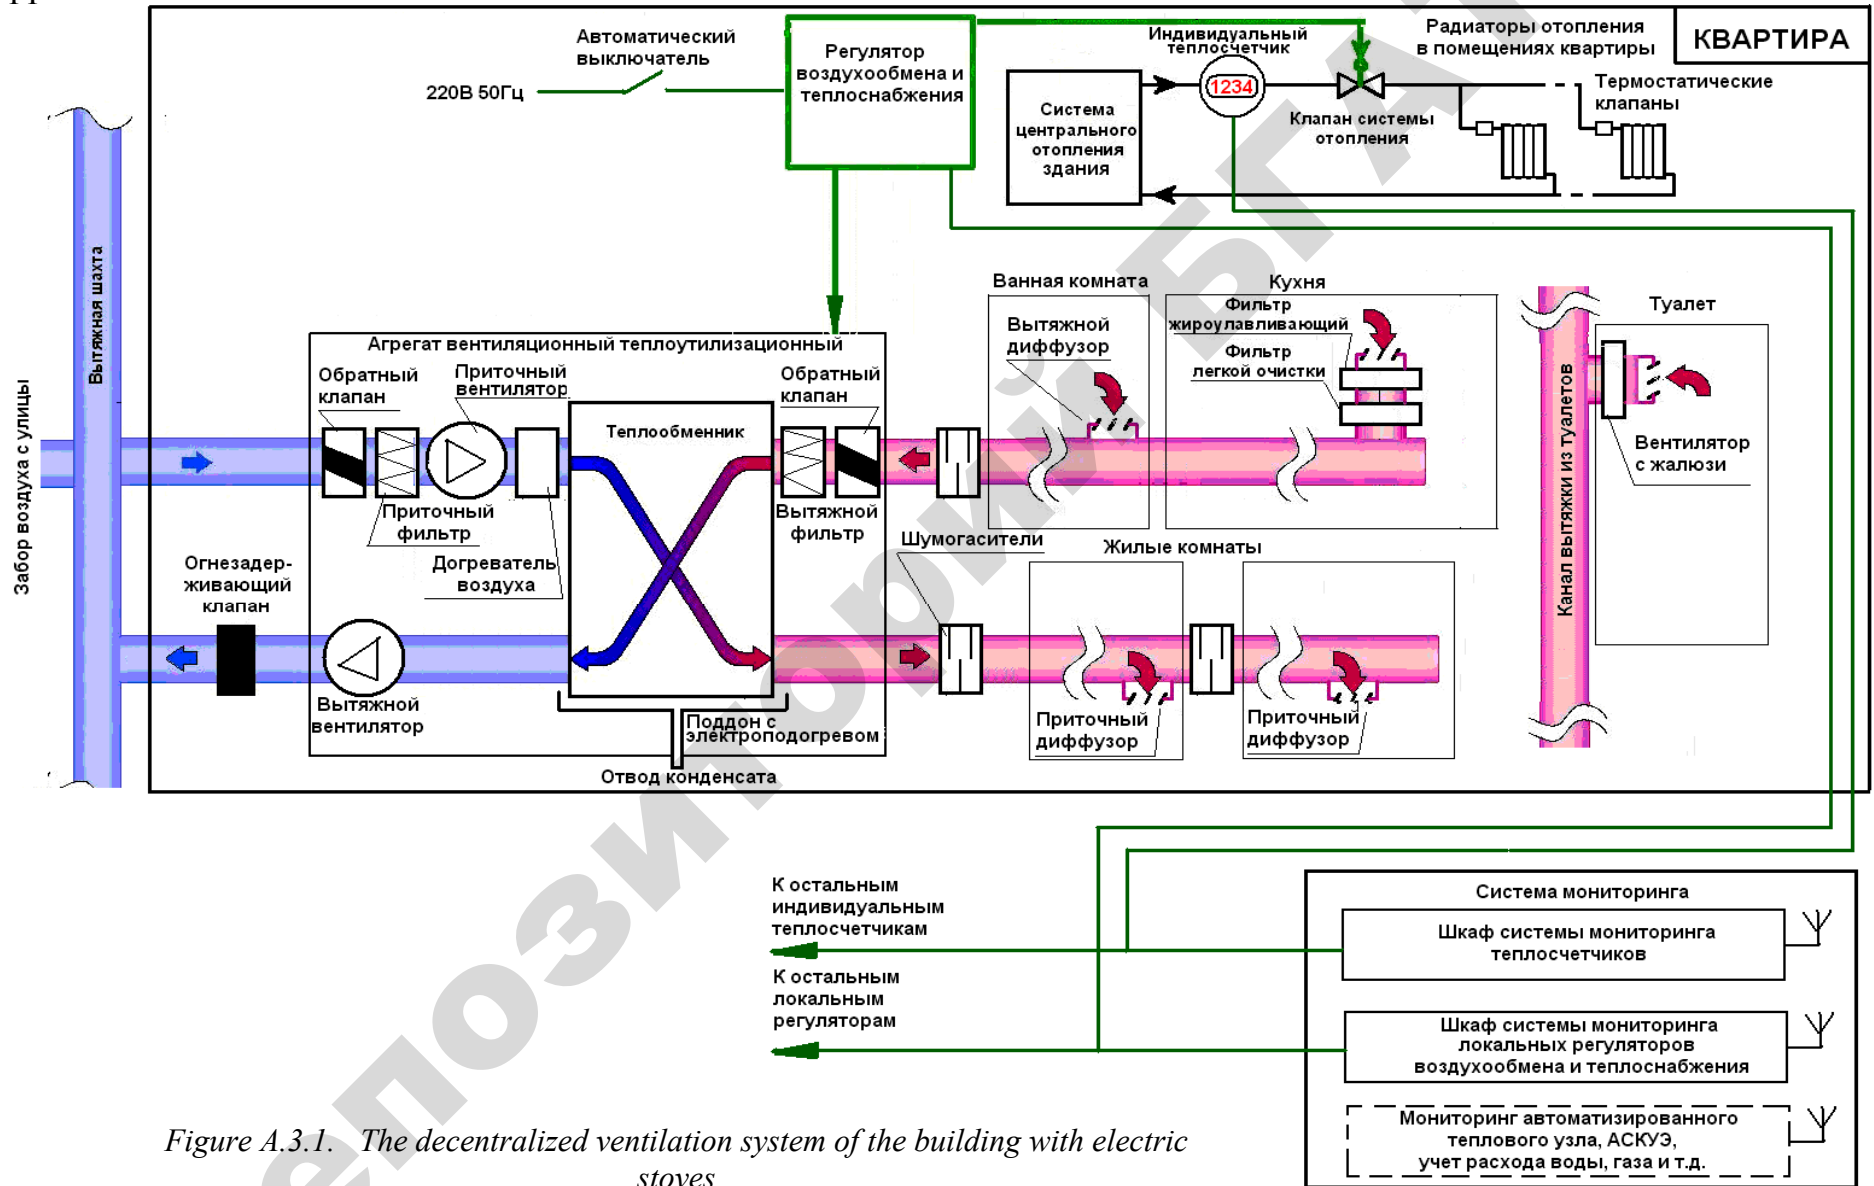 КВАРТИРА
Автоматический
выключатель
220В 50Гц
Регулятор
воздухообмена и
теплоснабжения
Индивидуальный
теплосчетчик
1234
Радиаторы отопления
в помещениях квартиры
Термостатические
клапаны
Система
центрального
отопления
здания
Клапан системы
отопления
Забор воздуха с улицы
Вытяжная шахта
Агрегат вентиляционный теплоутилизационный
Обратный
клапан
Приточный
вентилятор
Теплообменник
Обратный
клапан
Приточный
фильтр
Догреватель
воздуха
Вытяжной
фильтр
Огнезадер-
живающий
клапан
Вытяжной
вентилятор
Поддон с
электроподогревом
Отвод конденсата
Ванная комната
Вытяжной
диффузор
Кухня
Фильтр
жироулавливающий
Фильтр
легкой очистки
Шумогасители
Жилые комнаты
Приточный
диффузор
Приточный
диффузор
Канал вытяжки из туалетов
Туалет
Вентилятор
с жалюзи
К остальным
индивидуальным
теплосчетчикам
К остальным
локальным
регуляторам
Система мониторинга
Шкаф системы мониторинга
теплосчетчиков
Шкаф системы мониторинга
локальных регуляторов
воздухообмена и теплоснабжения
Мониторинг автоматизированного
теплового узла, АСКУЭ,
учет расхода воды, газа и т.д.
Figure A.3.1. The decentralized ventilation system of the building with electric
stoves